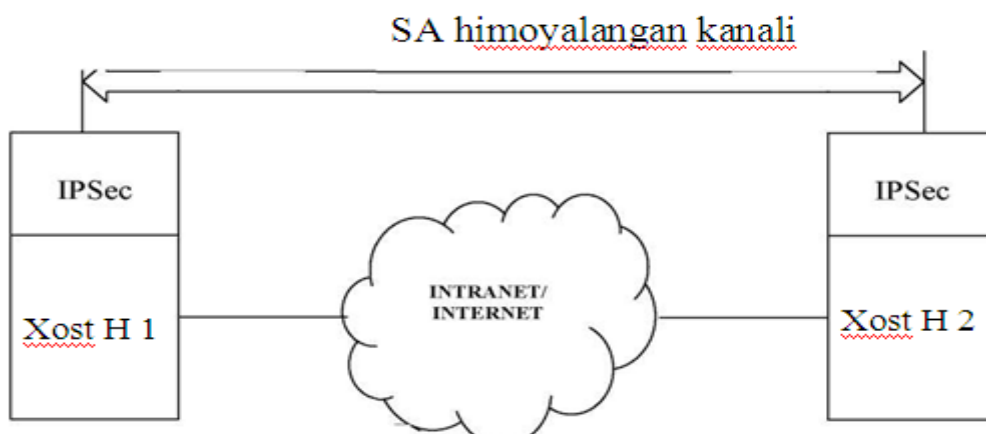 SA himoyalangan kanali
IPSec
IPSec
INTRANET/
INTERNET
Xost H 1
Xost H 2